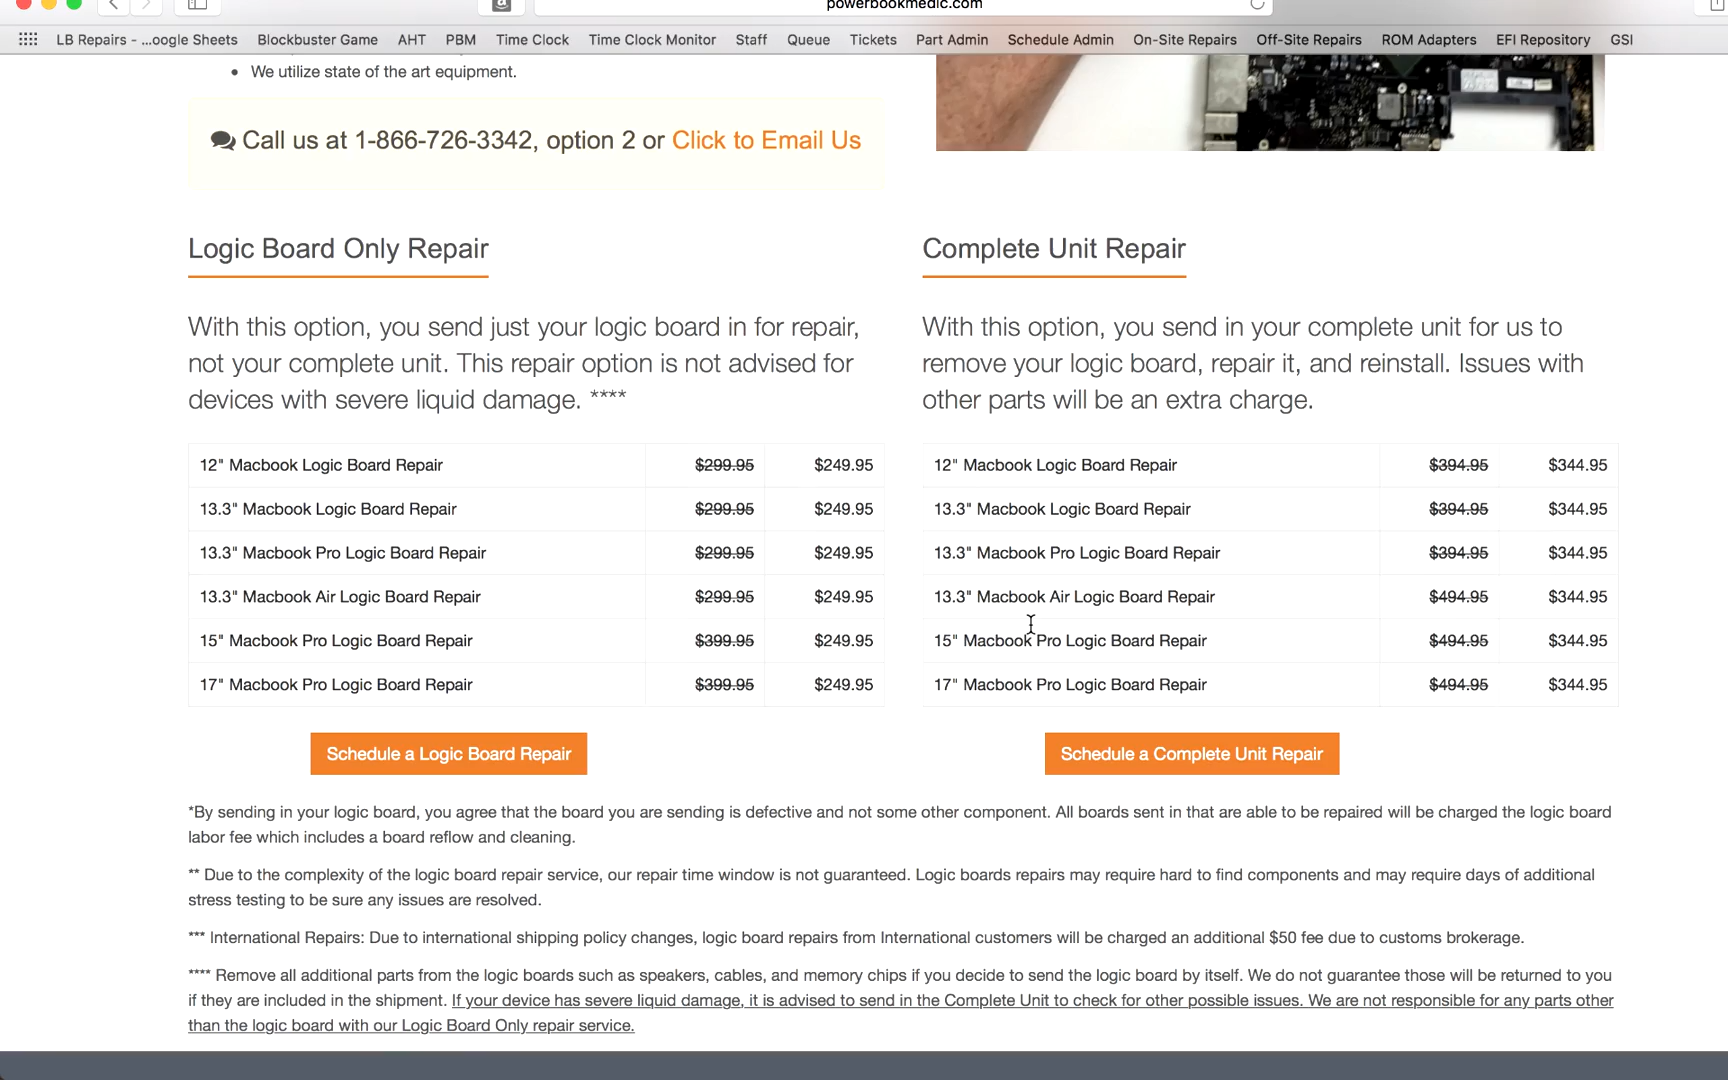 powerbookmedic.com
LB Repairs - ...oogle Sheets Blockbuster Game AHT PBM Time Clock Time Clock Monitor Staff Queue Tickets Part Admin Schedule Admin On-Site Repairs Off-Site Repairs ROM Adapters EFI Repository GSI
• We utilize state of the art equipment.
Call us at 1-866-726-3342, option 2 or Click to Email Us
Logic Board Only Repair
With this option, you send just your logic board in for repair,
not your complete unit. This repair option is not advised for
devices with severe liquid damage. ****
12" Macbook Logic Board Repair $299.95 $249.95
13.3" Macbook Logic Board Repair $299.95 $249.95
13.3" Macbook Pro Logic Board Repair $299.95 $249.95
13.3" Macbook Air Logic Board Repair $299.95 $249.95
15" Macbook Pro Logic Board Repair $399.95 $249.95
17" Macbook Pro Logic Board Repair $399.95 $249.95
Schedule a Logic Board Repair
Complete Unit Repair
With this option, you send in your complete unit for us to
remove your logic board, repair it, and reinstall. Issues with
other parts will be an extra charge.
12" Macbook Logic Board Repair $394.95 $344.95
13.3" Macbook Logic Board Repair $394.95 $344.95
13.3" Macbook Pro Logic Board Repair $394.95 $344.95
13.3" Macbook Air Logic Board Repair $494.95 $344.95
15" Macbook Pro Logic Board Repair $494.95 $344.95
17" Macbook Pro Logic Board Repair $494.95 $344.95
Schedule a Complete Unit Repair
*By sending in your logic board, you agree that the board you are sending is defective and not some other component. All boards sent in that are able to be repaired will be charged the logic board
labor fee which includes a board reflow and cleaning.
** Due to the complexity of the logic board repair service, our repair time window is not guaranteed. Logic boards repairs may require hard to find components and may require days of additional
stress testing to be sure any issues are resolved.
*** International Repairs: Due to international shipping policy changes, logic board repairs from International customers will be charged an additional $50 fee due to customs brokerage.
**** Remove all additional parts from the logic boards such as speakers, cables, and memory chips if you decide to send the logic board by itself. We do not guarantee those will be returned to you
if they are included in the shipment. If your device has severe liquid damage, it is advised to send in the Complete Unit to check for other possible issues. We are not responsible for any parts other
than the logic board with our Logic Board Only repair service.